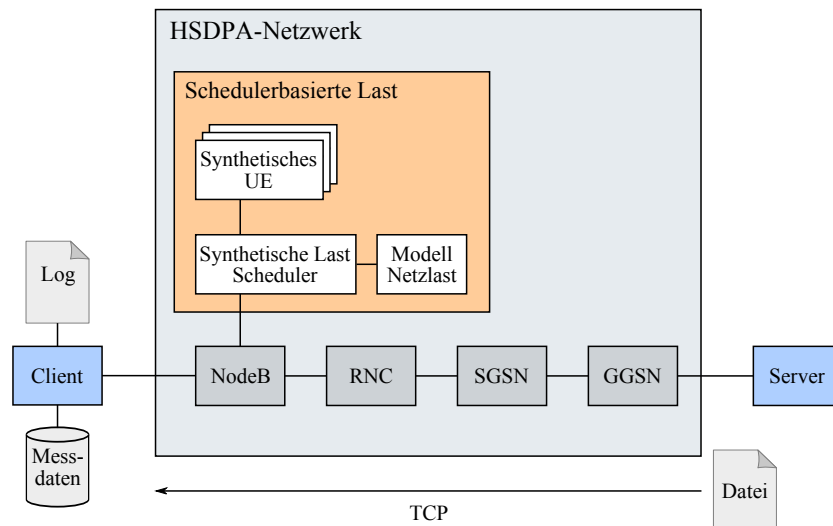 HSDPA-Netzwerk
Schedulerbasierte Last
Synthetisches
UE
Synthetische Last
Scheduler
Modell
Netzlast
Log
Client
NodeB
RNC
SGSN
GGSN
Server
Mess-
daten
TCP
Datei